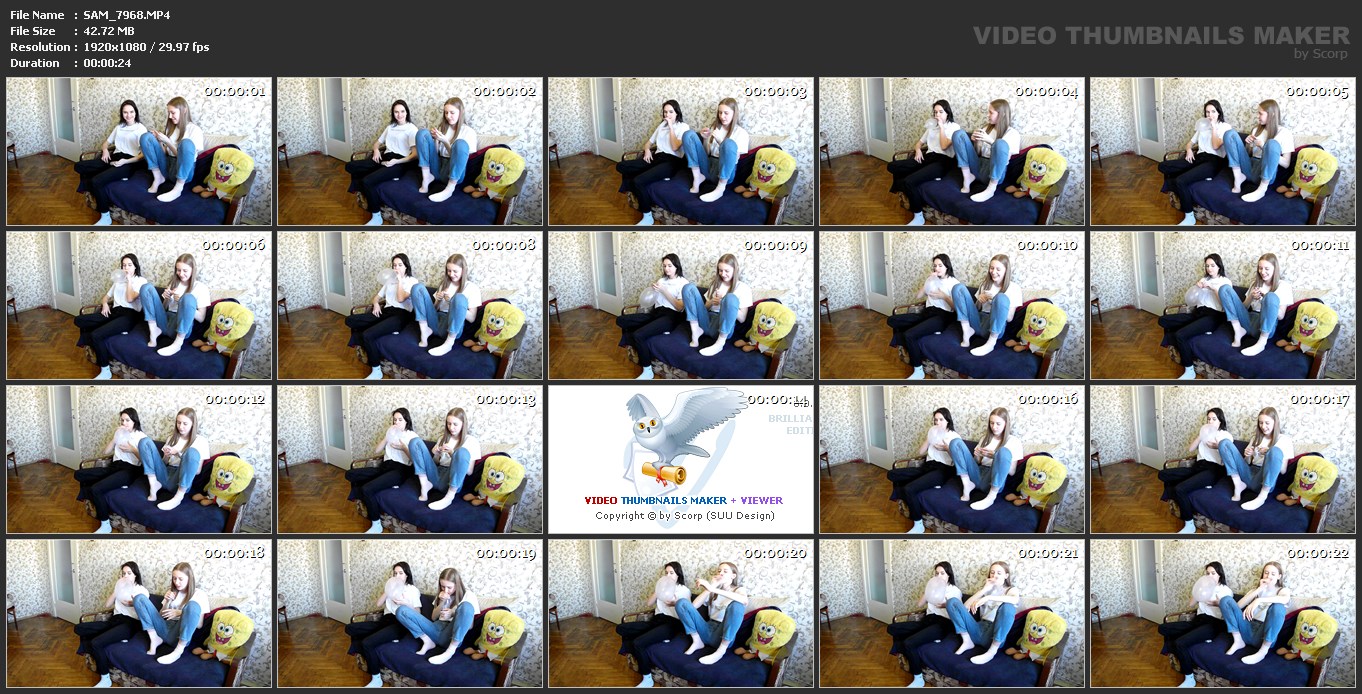 File Name : SAM_7968.MP4
File Size : 42.72 MB
Resolution : 1920x1080 / 29.97 fps
Duration : 00:00:24
VIDEO THUMBNAILS MAKER
by Scorp
00:00:01 00:00:02 00:00:03 00:00:04 00:00:05
00:00:06 00:00:08 00:00:09 00:00:10 00:00:11
00:00:12 00:00:13 00:00:14 00:00:16 00:00:17
BRILLIA
EDIT
VIDEO THUMBNAILS MAKER + VIEWER
Copyright © by Scorp (SUU Design)
00:00:18 00:00:19 00:00:20 00:00:21 00:00:22